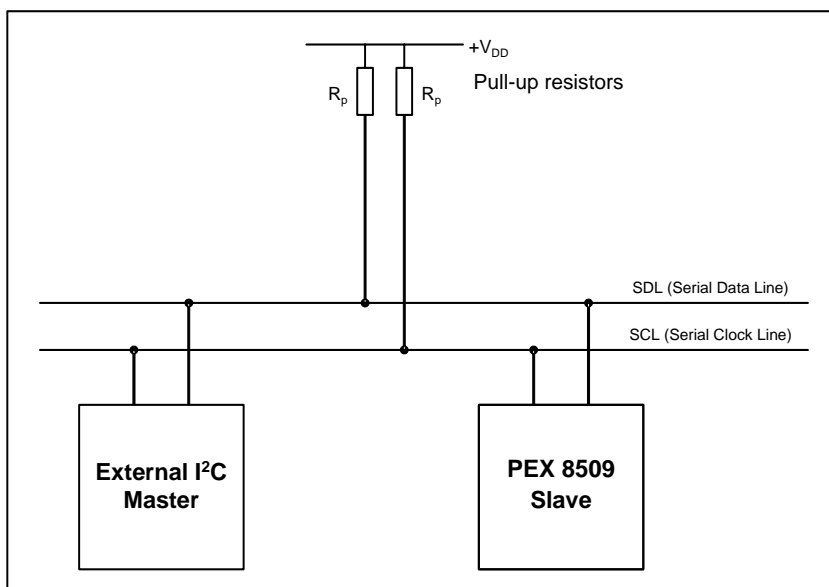 +VDD
Pull-up resistors
Rp
Rp
SDL (Serial Data Line)
SCL (Serial Clock Line)
External I²C
Master
PEX 8509
Slave